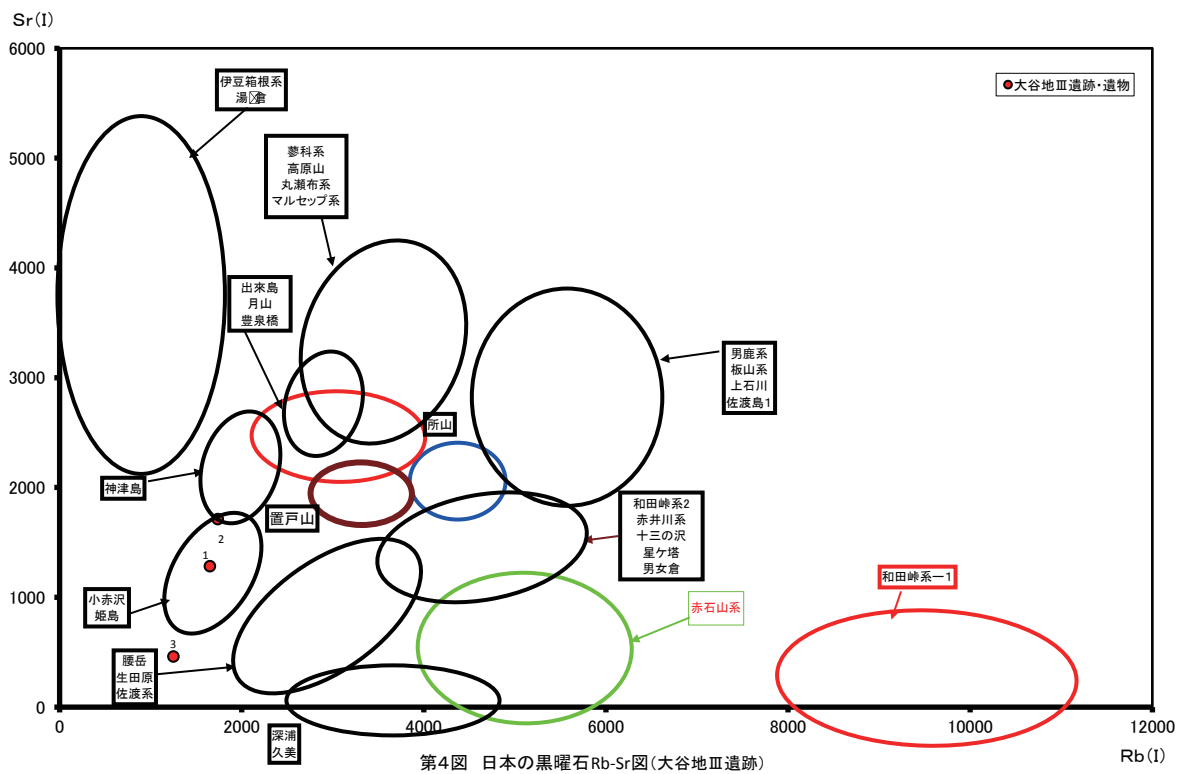 Sr(I)
6000
5000
4000
3000
2000
1000
0
伊豆箱根系
湯倉
蓼科系
高原山
丸瀬布系
マルセップ系
●大谷地Ⅲ遺跡・遺物
出來島
月山
豊泉橋
男鹿系
板山系
上石川
佐渡島1
所山
神津島
置戸山
2
1
3
和田峠系2
赤井川系
十三の沢
星ケ塔
男女倉
小赤沢
姫島
赤石山系
和田峠系ー1
腰岳
生田原
佐渡系
深浦
久美
0
2000
4000
6000
8000
10000
12000
Rb(I)
第4図 日本の黒曜石Rb-Sr図(大谷地Ⅲ遺跡)